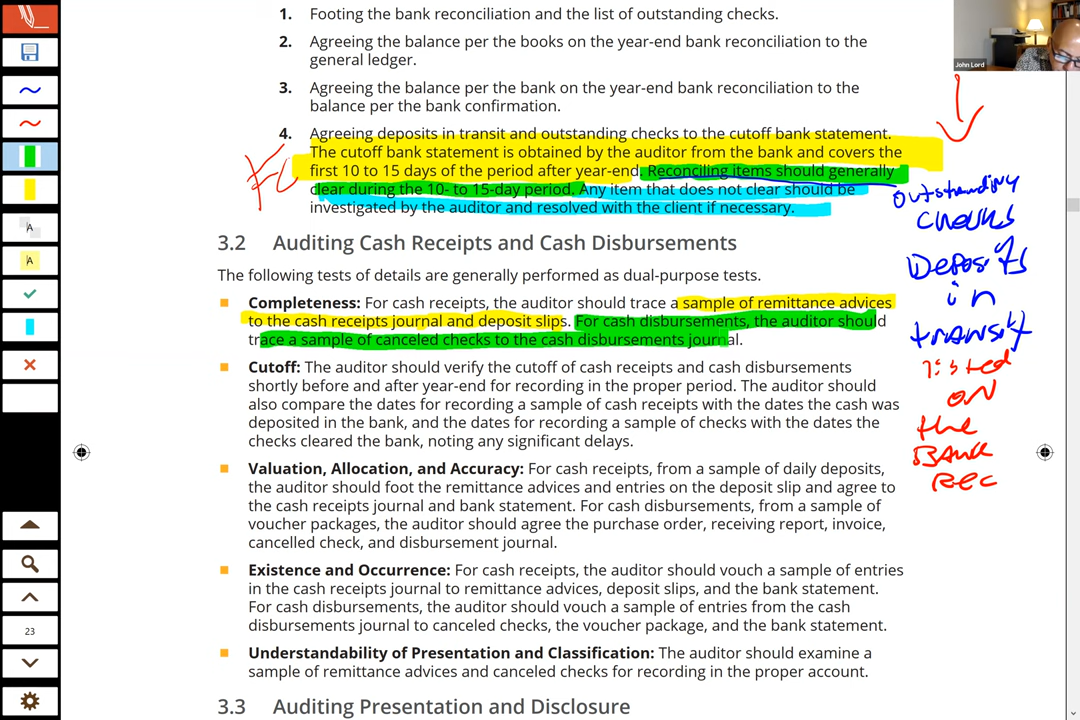 1. Footing the bank reconciliation and the list of outstanding checks.
2. Agreeing the balance per the books on the year-end bank reconciliation to the
general ledger.
John Lord
3. Agreeing the balance per the bank on the year-end bank reconciliation to the
balance per the bank confirmation.
4. Agreeing deposits in transit and outstanding checks to the cutoff bank statement.
The cutoff bank statement is obtained by the auditor from the bank and covers the
first 10 to 15 days of the period after year-end. Reconciling items should generally
clear during the 10- to 15-day period. Any item that does not clear should be
investigated by the auditor and resolved with the client if necessary.
outstanding
checks
Deposits
in
transit
listed
on
the
BANK
REC
3.2 Auditing Cash Receipts and Cash Disbursements
The following tests of details are generally performed as dual-purpose tests.
Completeness: For cash receipts, the auditor should trace a sample of remittance advices
to the cash receipts journal and deposit slips. For cash disbursements, the auditor should
trace a sample of canceled checks to the cash disbursements journal.
Cutoff: The auditor should verify the cutoff of cash receipts and cash disbursements
shortly before and after year-end for recording in the proper period. The auditor should
also compare the dates for recording a sample of cash receipts with the dates the cash was
deposited in the bank, and the dates for recording a sample of checks with the dates the
checks cleared the bank, noting any significant delays.
Valuation, Allocation, and Accuracy: For cash receipts, from a sample of daily deposits,
the auditor should foot the remittance advices and entries on the deposit slip and agree to
the cash receipts journal and bank statement. For cash disbursements, from a sample of
voucher packages, the auditor should agree the purchase order, receiving report, invoice,
cancelled check, and disbursement journal.
Existence and Occurrence: For cash receipts, the auditor should vouch a sample of entries
in the cash receipts journal to remittance advices, deposit slips, and the bank statement.
For cash disbursements, the auditor should vouch a sample of entries from the cash
disbursements journal to canceled checks, the voucher package, and the bank statement.
Understandability of Presentation and Classification: The auditor should examine a
sample of remittance advices and canceled checks for recording in the proper account.
3.3 Auditing Presentation and Disclosure
A
A
23